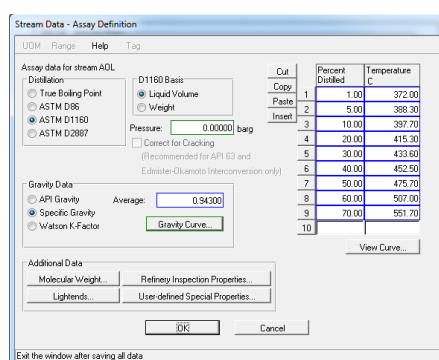 Stream Data - Assay Definition
UOM Range Help Tag
Assay data for stream AOL
Distillation
True Boiling Point
ASTM D86
ASTM D1160
ASTM D2887
D1160 Basis
Liquid Volume
Weight
Pressure: 0.00000 barg
Correct for Cracking
(Recommended for API 63 and
Edmister-Okamoto Interconversion only)
Cut
Copy
Paste
Insert
Percent Distilled Temperature C
1 1.00 372.00
2 5.00 388.30
3 10.00 397.70
4 20.00 415.30
5 30.00 433.60
6 40.00 452.50
7 50.00 475.70
8 60.00 507.00
9 70.00 551.70
10
View Curve...
Gravity Data
API Gravity
Specific Gravity
Watson K-Factor
Average: 0.94300
Gravity Curve...
Additional Data
Molecular Weight... Refinery Inspection Properties...
Lightends... User-defined Special Properties...
OK Cancel
Exit the window after saving all data